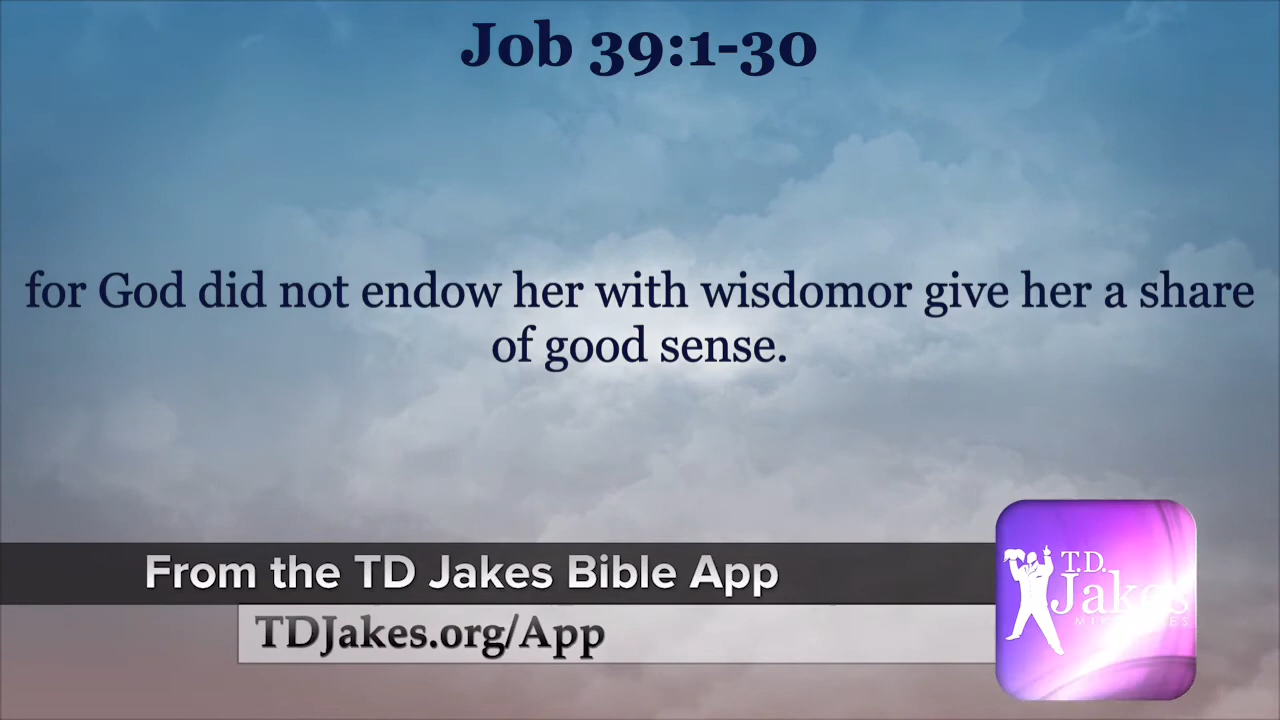 Job 39:1-30
for God did not endow her with wisdomor give her a share
of good sense.
From the TD Jakes Bible App
TDJakes.org/App
T.D.
Jakes
MINISTRIES